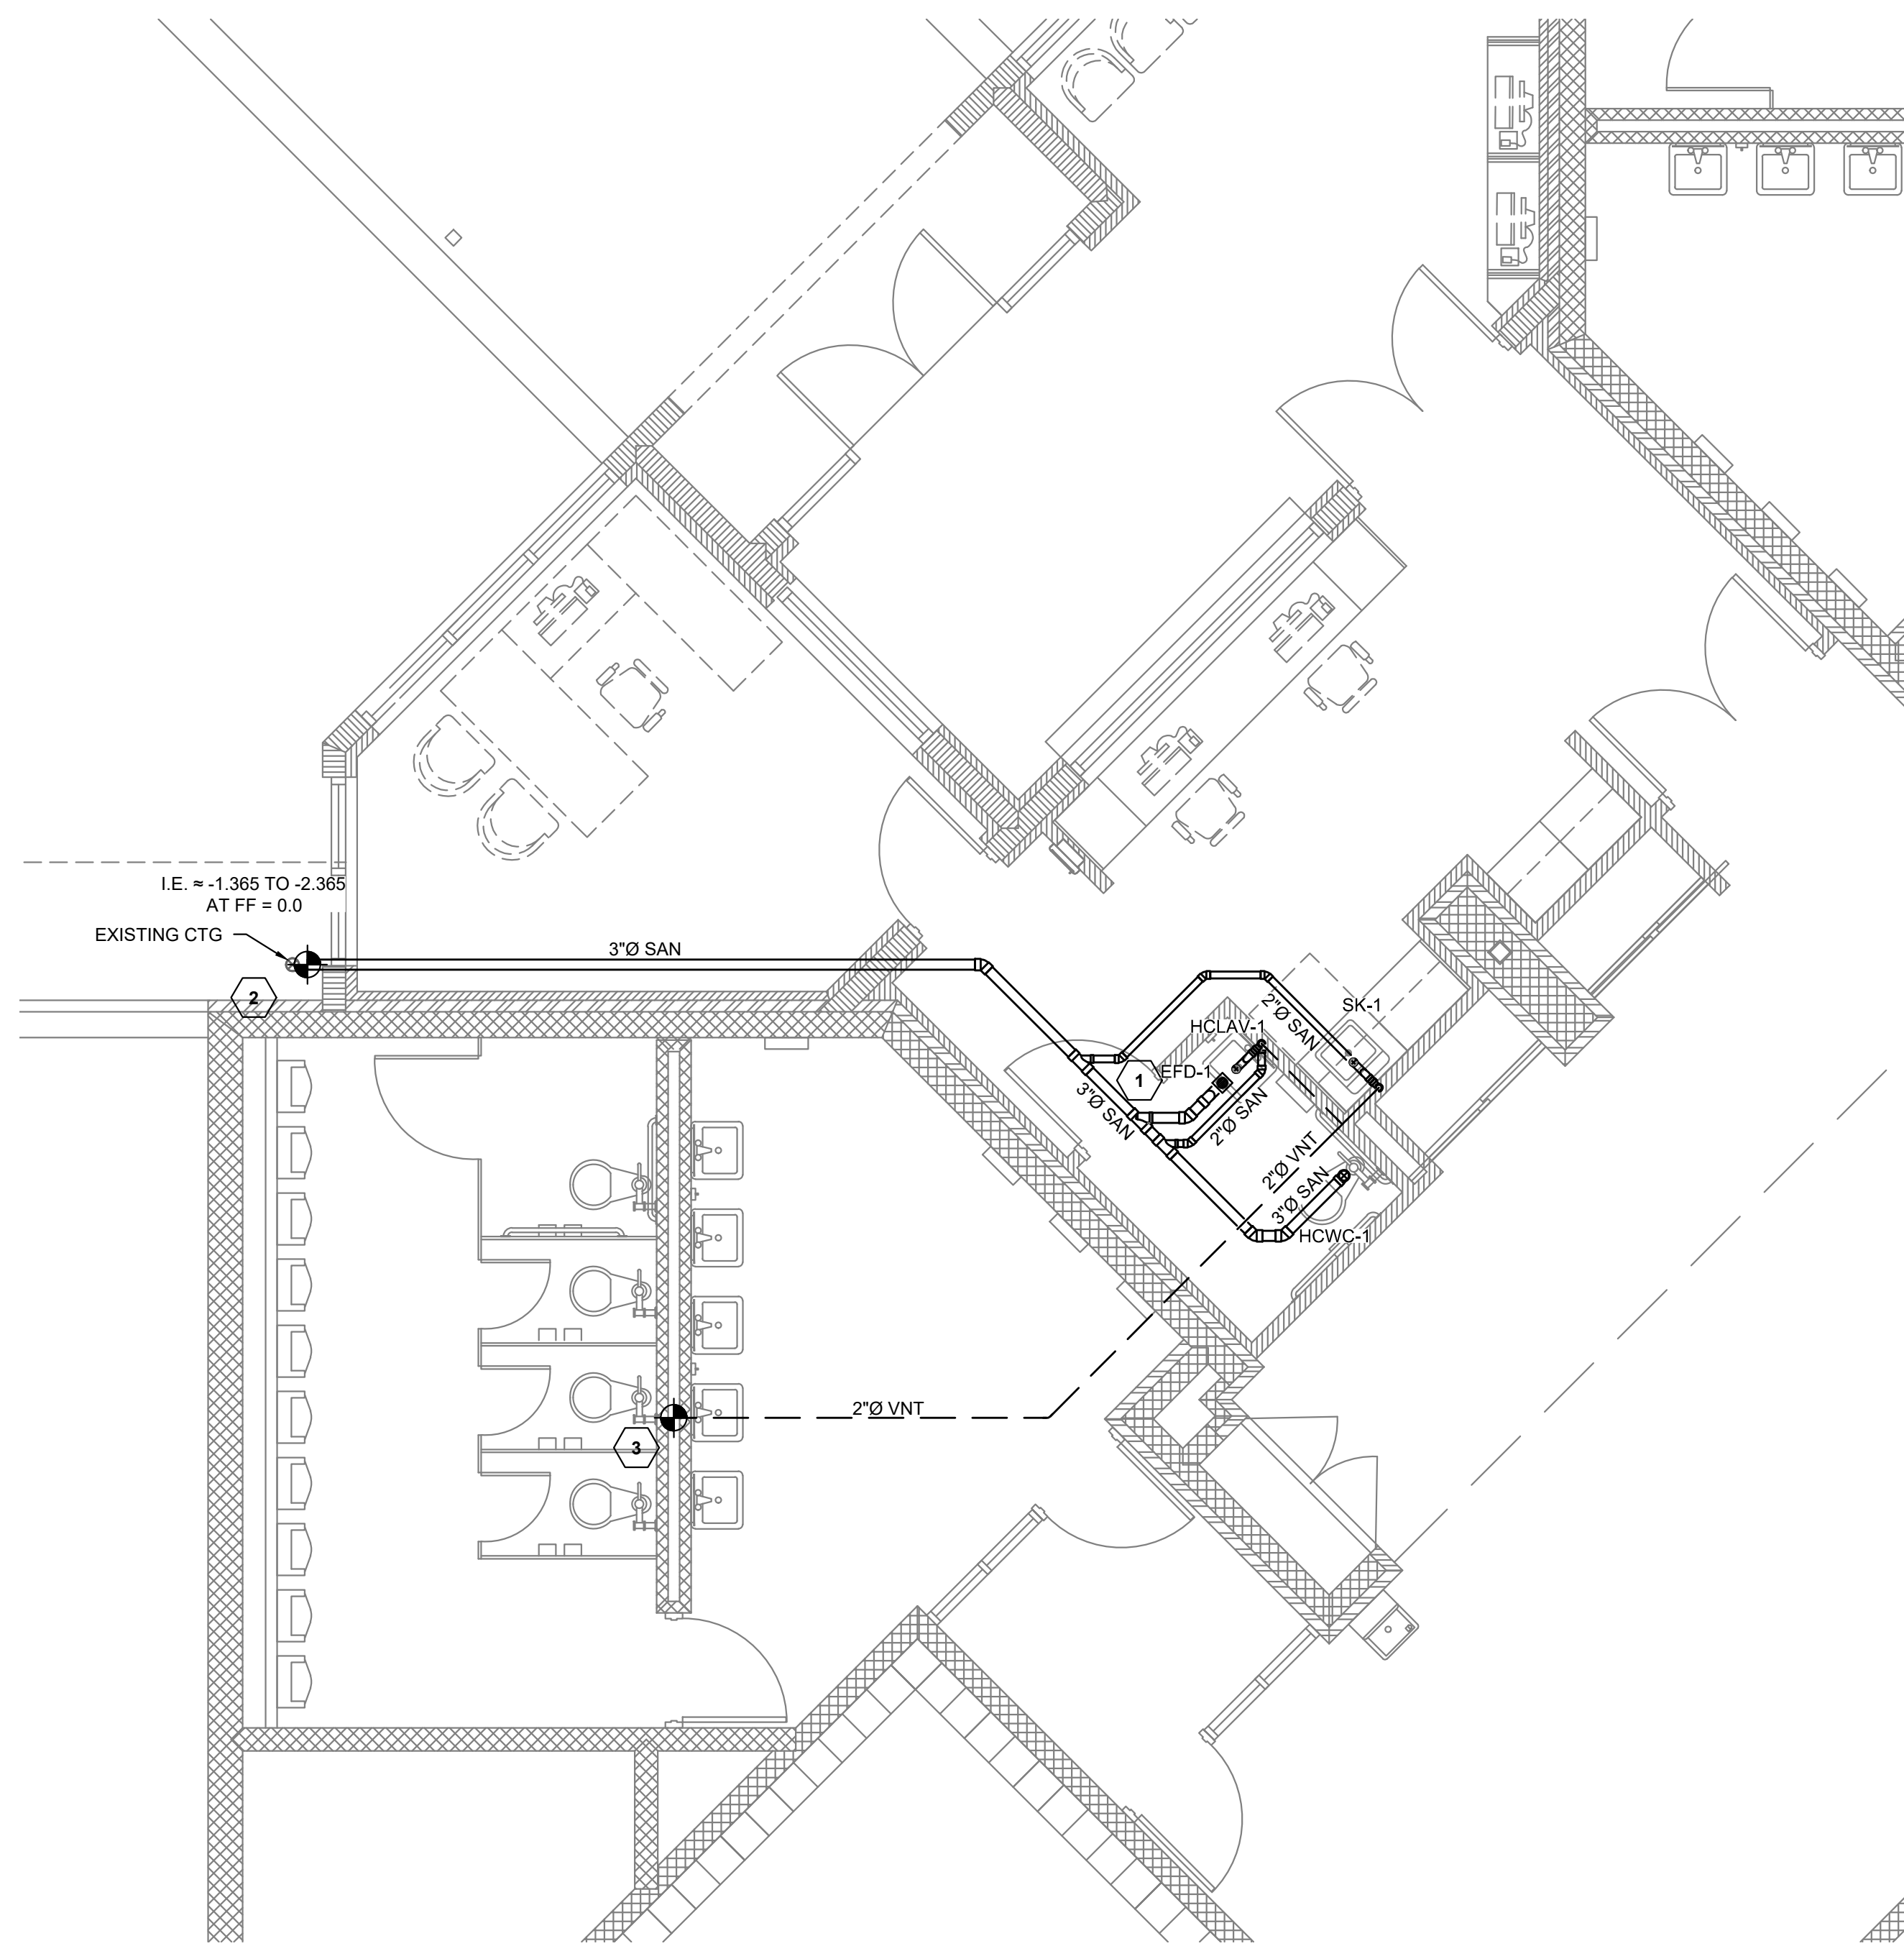 I.E. ≈ -1.365 TO -2.365
AT FF = 0.0
EXISTING CTG
3"Ø SAN
2
2"Ø SAN
SK-1
HCLAV-1
EFD-1
1
3"Ø SAN
2"Ø SAN
2"Ø VNT
3"Ø SAN
HCWC-1
2"Ø VNT
3